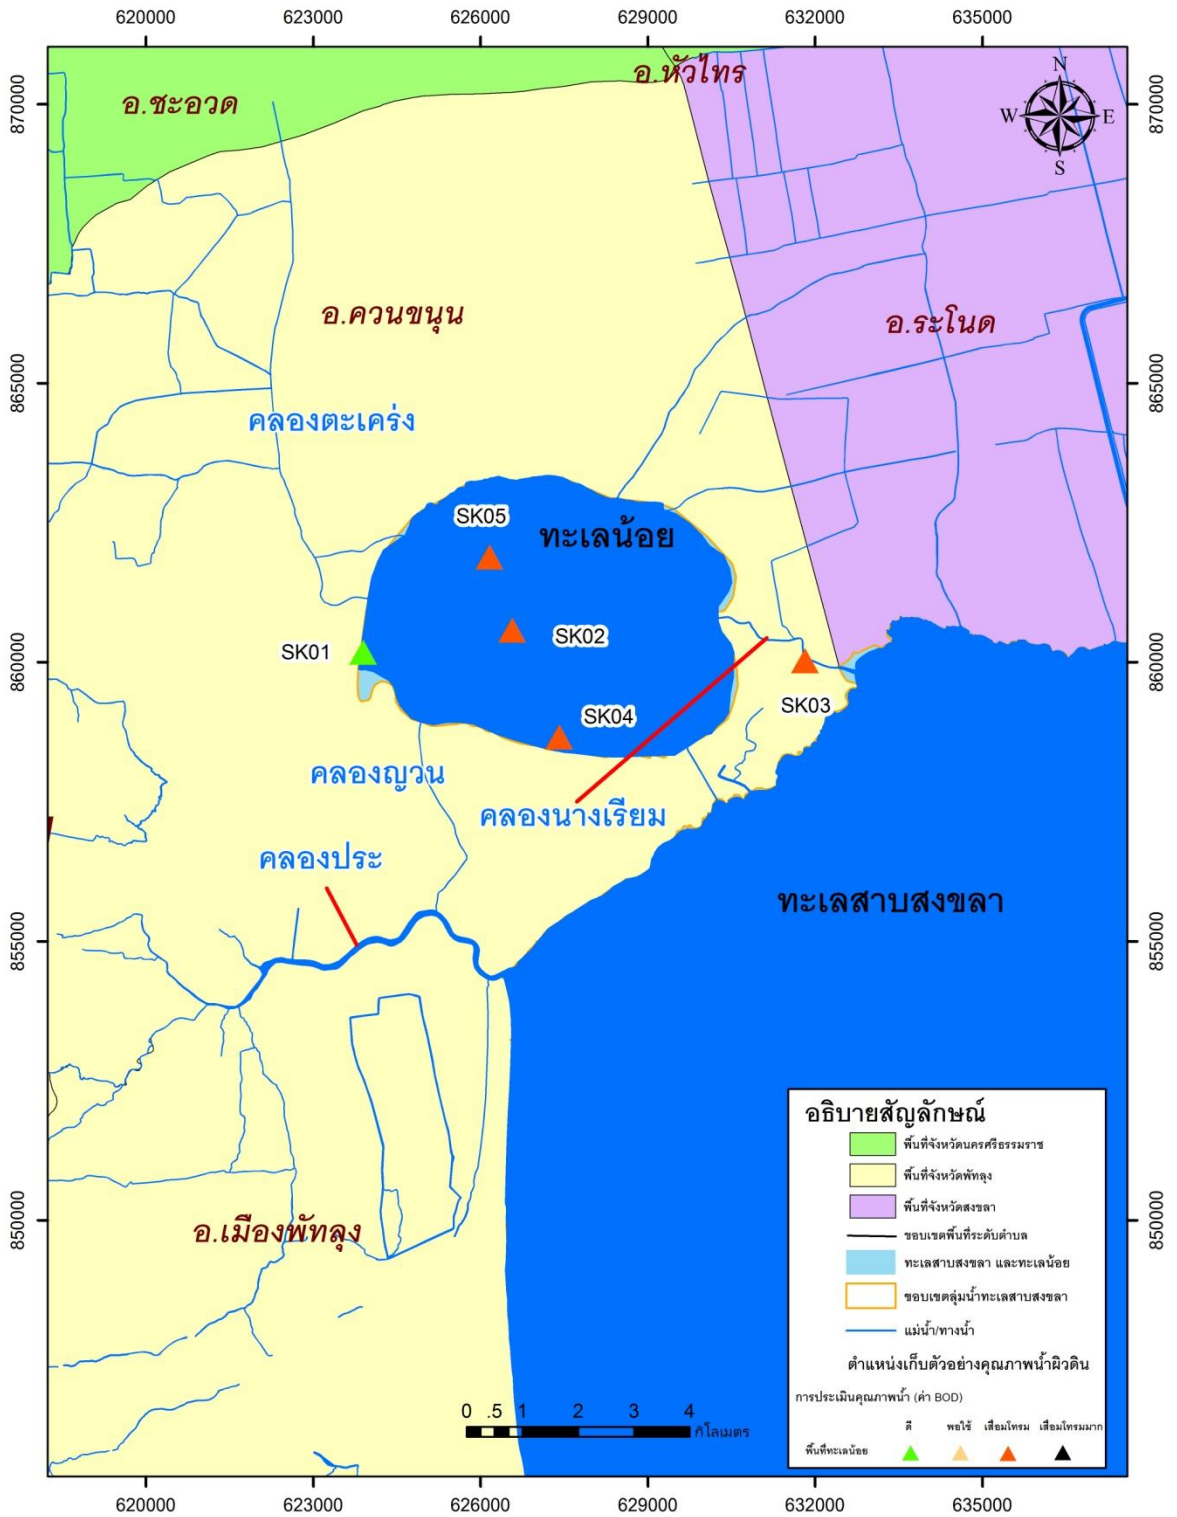 620000 623000 626000 629000 632000 635000
870000 870000
อ.หัวไทร
อ.ชะอวด
N
W E
S
อ.ควนขนุน
อ.ระโนด
865000 865000
คลองตะเคร่ง
SK05
ทะเลน้อย
SK02
SK01
860000 860000
SK03
SK04
คลองญวน
คลองนางเรียม
คลองประ
ทะเลสาบสงขลา
855000 855000
850000 850000
อ.เมืองพัทลุง
อธิบายสัญลักษณ์
พื้นที่จังหวัดนครศรีธรรมราช
พื้นที่จังหวัดพัทลุง
พื้นที่จังหวัดสงขลา
ขอบเขตพื้นที่ระดับตำบล
ทะเลสาบสงขลา และทะเลน้อย
ขอบเขตลุ่มน้ำทะเลสาบสงขลา
แม่น้ำ/ทางน้ำ
ตำแหน่งเก็บตัวอย่างคุณภาพน้ำผิวดิน
การประเมินคุณภาพน้ำ (ค่า BOD)
ดี พอใช้ เสื่อมโทรม เสื่อมโทรมมาก
พื้นที่ทะเลน้อย
0 .5 1 2 3 4
กิโลเมตร
620000 623000 626000 629000 632000 635000